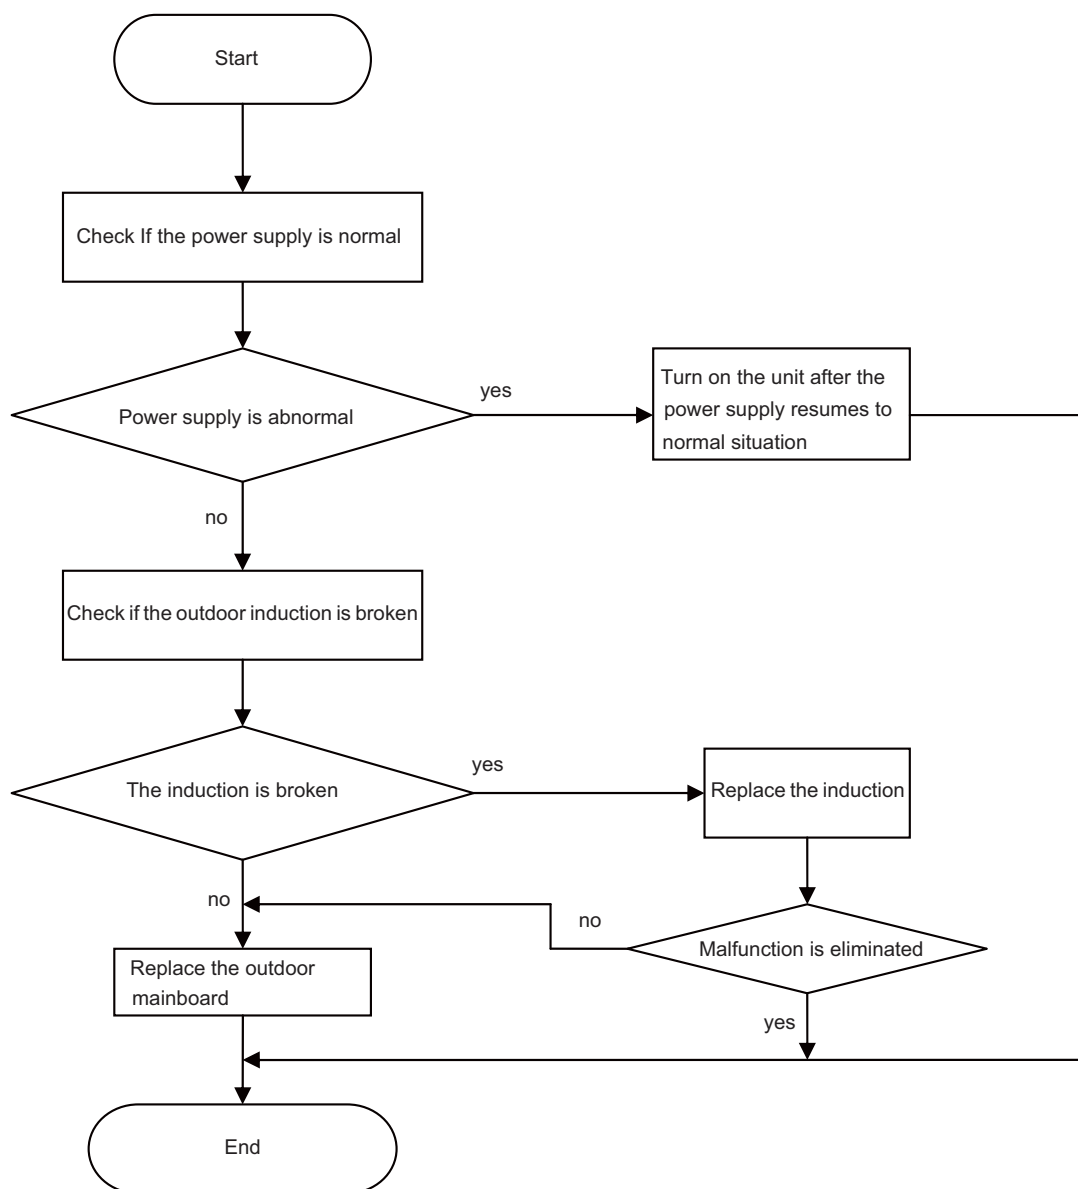 Start
Check If the power supply is normal
Power supply is abnormal
yes
Turn on the unit after the
power supply resumes to
normal situation
no
Check if the outdoor induction is broken
The induction is broken
yes
Replace the induction
no
no
Malfunction is eliminated
Replace the outdoor
mainboard
yes
End